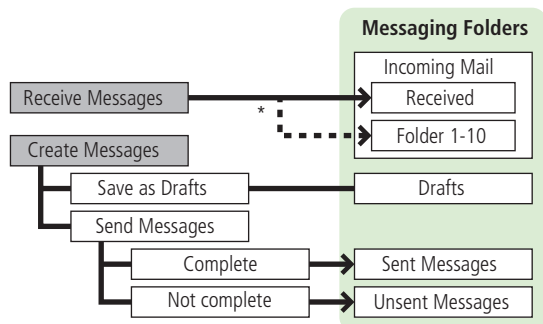 Messaging Folders
Incoming Mail
Receive Messages
Received
*
Folder 1-10
Create Messages
Save as Drafts
Drafts
Send Messages
Complete
Sent Messages
Not complete
Unsent Messages